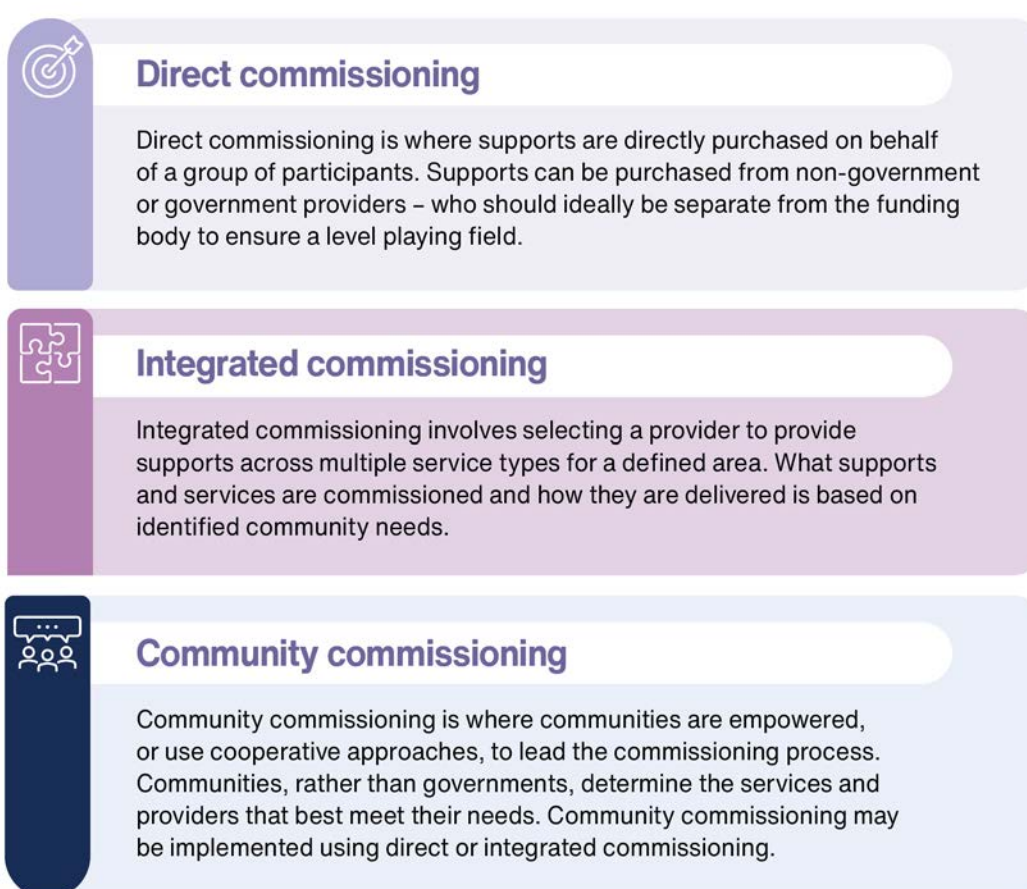 Direct commissioning
Direct commissioning is where supports are directly purchased on behalf
of a group of participants. Supports can be purchased from non-government
or government providers – who should ideally be separate from the funding
body to ensure a level playing field.
Integrated commissioning
Integrated commissioning involves selecting a provider to provide
supports across multiple service types for a defined area. What supports
and services are commissioned and how they are delivered is based on
identified community needs.
Community commissioning
Community commissioning is where communities are empowered,
or use cooperative approaches, to lead the commissioning process.
Communities, rather than governments, determine the services and
providers that best meet their needs. Community commissioning may
be implemented using direct or integrated commissioning.